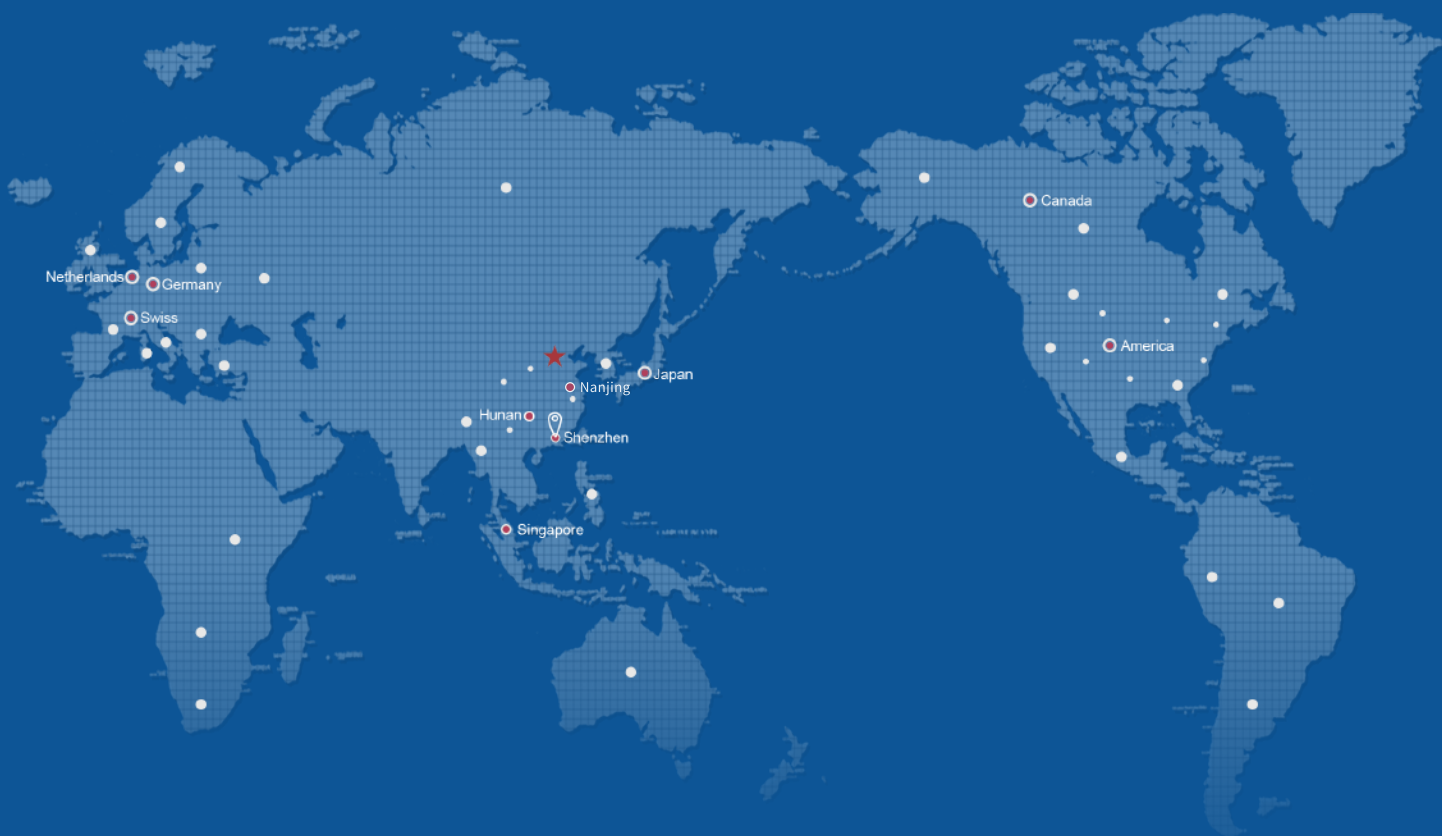 Canada
Netherlands
Germany
Swiss
America
Japan
Nanjing
Hunan
Shenzhen
Singapore